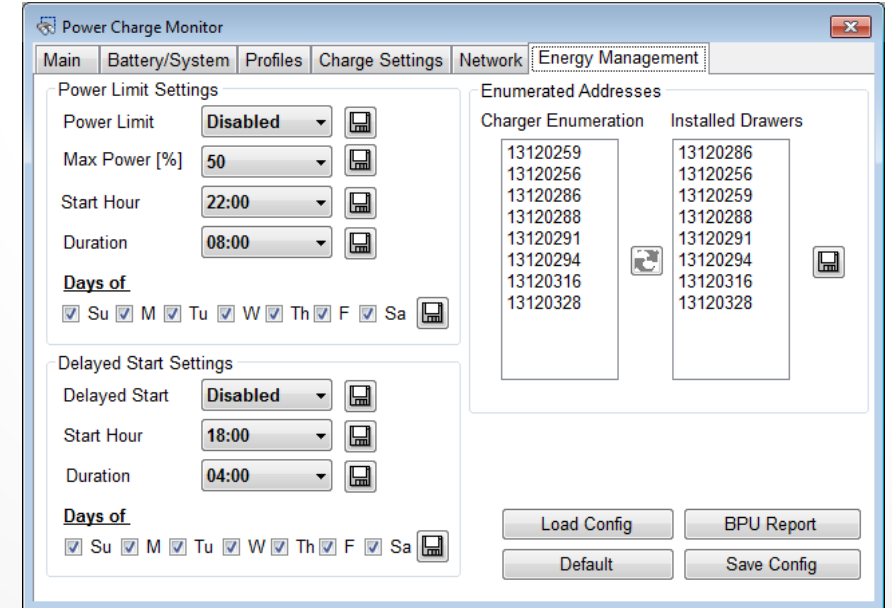 Power Charge Monitor
Main Battery/System Profiles Charge Settings Network Energy Management
Power Limit Settings
Power Limit Disabled
Max Power [%] 50
Start Hour 22:00
Duration 08:00
Days of
Su M Tu W Th F Sa
Delayed Start Settings
Delayed Start Disabled
Start Hour 18:00
Duration 04:00
Days of
Su M Tu W Th F Sa
Enumerated Addresses
Charger Enumeration Installed Drawers
13120259 13120286
13120256 13120256
13120286 13120259
13120288 13120288
13120291 13120291
13120294 13120294
13120316 13120316
13120328 13120328
Load Config BPU Report
Default Save Config